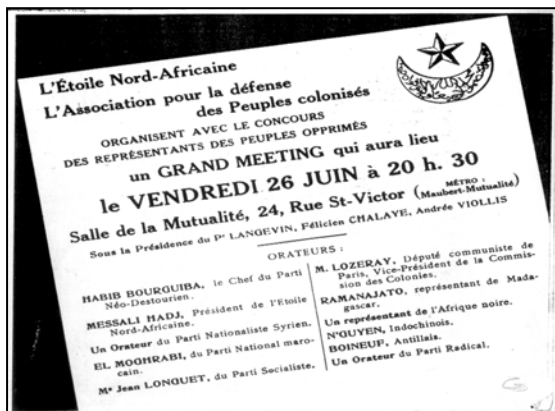 L'Étoile Nord-Africaine
L'Association pour la défense
des Peuples colonisés
ORGANISENT AVEC LE CONCOURS
DES REPRÉSENTANTS DES PEUPLES OPPRIMÉS
un GRAND MEETING qui aura lieu
le VENDREDI 26 JUIN à 20 h. 30
Salle de la Mutualité, 24, Rue St-Victor (MÉTRO : Maubert-Mutualité)
Sous la Présidence du Pr LANGEVIN, Félicien CHALAYE, Andrée VIOLLIS
ORATEURS :
HABIB BOURGUIBA, le Chef du Parti
Néo-Destourien.
MESSALI HADJ, Président de l'Etoile
Nord-Africaine.
Un Orateur du Parti Nationaliste Syrien.
EL MOGHRABI, du Parti National maro-
cain.
Me Jean LONGUET, du Parti Socialiste.
M. LOZERAY, Député communiste de
Paris, Vice-Président de la Commis-
sion des Colonies.
RAMANAJATO, représentant de Mada-
gascar.
Un représentant de l'Afrique noire.
N'GUYEN, Indochinois.
BOINEUF, Antillais.
Un Orateur du Parti Radical.